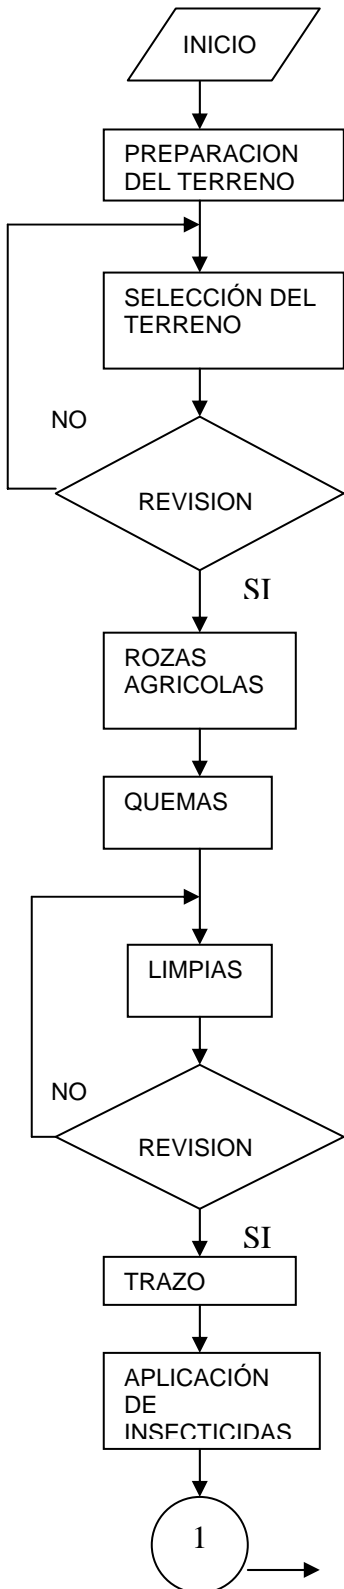 INICIO
PREPARACION
DEL TERRENO
SELECCIÓN DEL
TERRENO
NO
REVISION
SI
ROZAS
AGRICOLAS
QUEMAS
LIMPIAS
NO
REVISION
SI
TRAZO
APLICACIÓN
DE
INSECTICIDAS
1